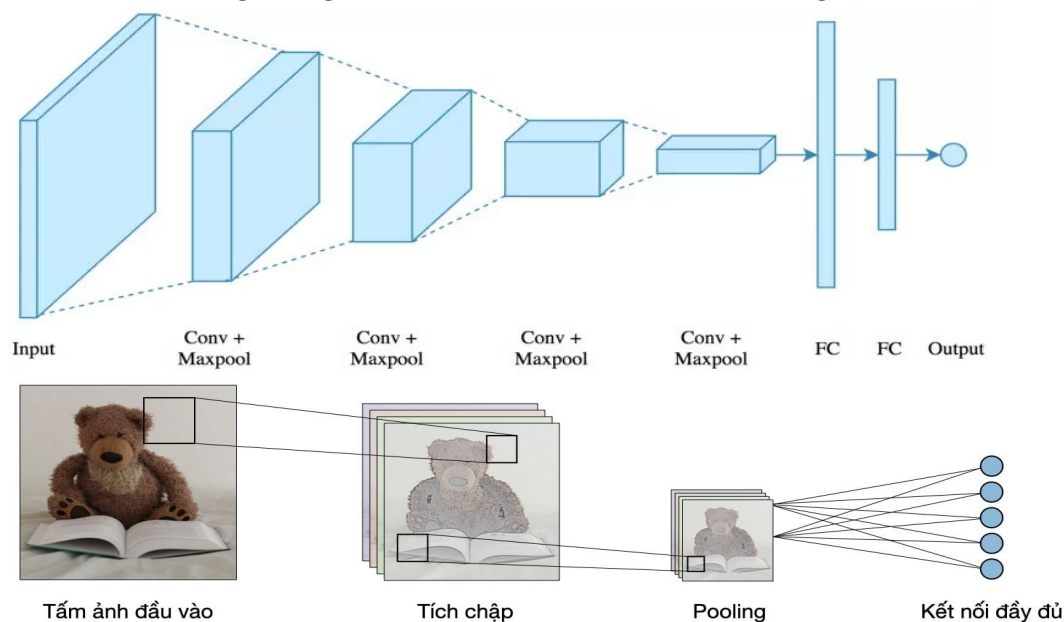 Input
Conv +
Maxpool
Conv +
Maxpool
Conv +
Maxpool
Conv +
Maxpool
FC
FC
Output
Tấm ảnh đầu vào
Tích chập
Pooling
Kết nối đầy đủ